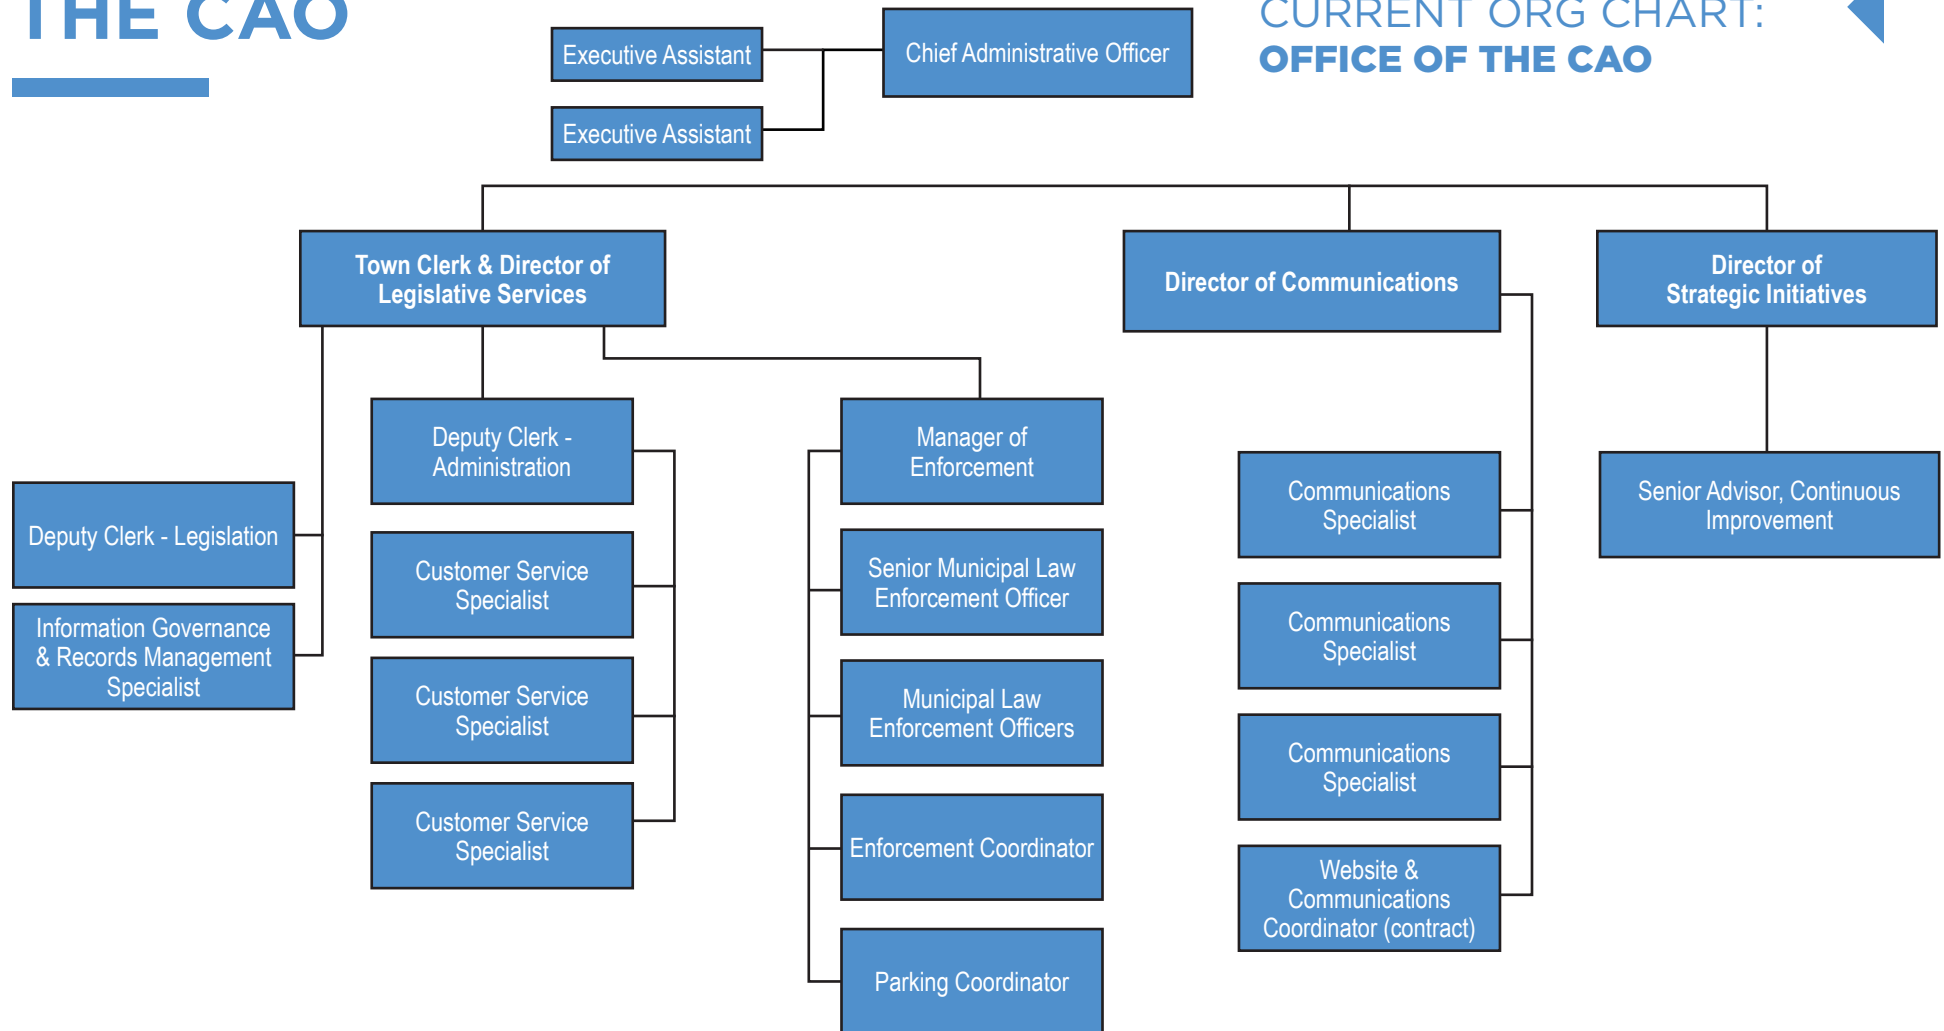 THE CAO
CURRENT ORG CHART:
OFFICE OF THE CAO
Executive Assistant
Chief Administrative Officer
Executive Assistant
Town Clerk & Director of
Legislative Services
Director of Communications
Director of
Strategic Initiatives
Deputy Clerk - Legislation
Information Governance
& Records Management
Specialist
Deputy Clerk -
Administration
Customer Service
Specialist
Customer Service
Specialist
Customer Service
Specialist
Manager of
Enforcement
Senior Municipal Law
Enforcement Officer
Municipal Law
Enforcement Officers
Enforcement Coordinator
Parking Coordinator
Communications
Specialist
Communications
Specialist
Communications
Specialist
Website &
Communications
Coordinator (contract)
Senior Advisor, Continuous
Improvement